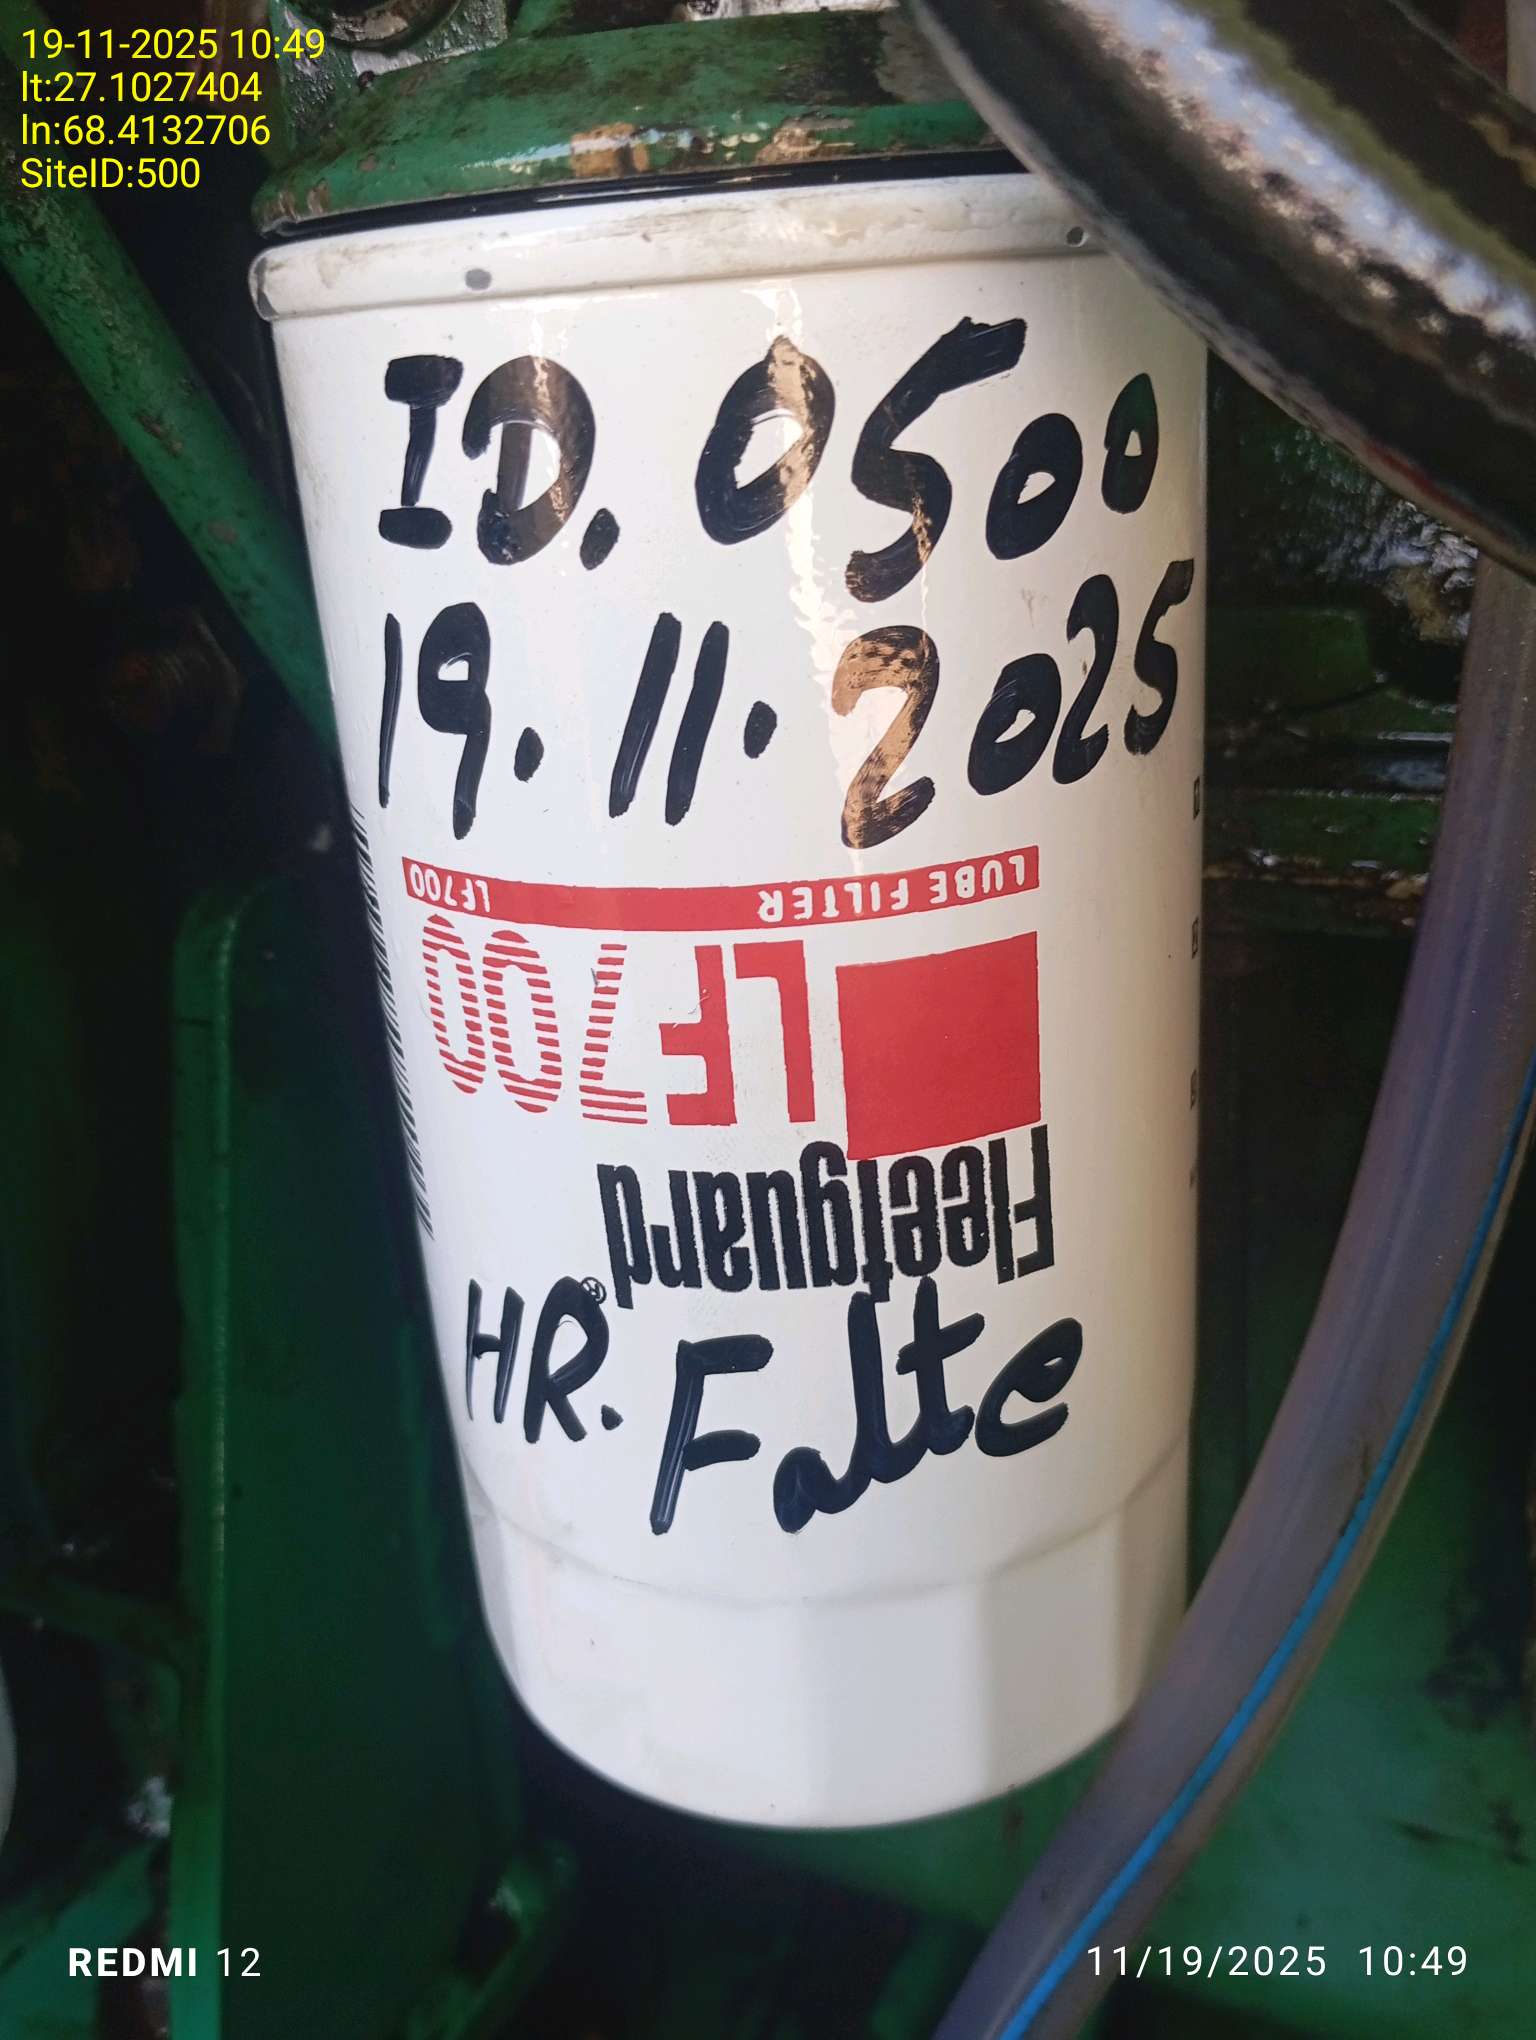 19-11-2025 10:49
lt:27.1027404
ln:68.4132706
SiteID:500
ID. 0500
19.11.2025
LUBE FILTER LF700
LF700
Fleetguard®
HR. Falte
REDMI 12
11/19/2025 10:49